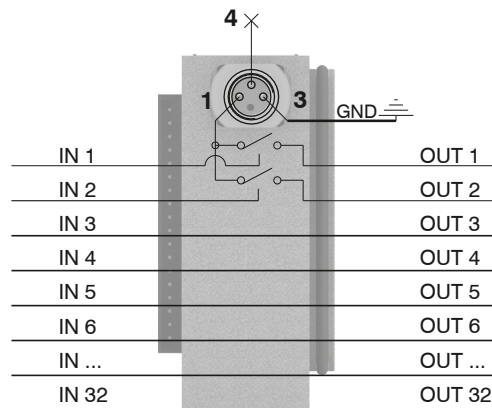 4
1
3
GND
IN 1 OUT 1
IN 2 OUT 2
IN 3 OUT 3
IN 4 OUT 4
IN 5 OUT 5
IN 6 OUT 6
IN ... OUT ...
IN 32 OUT 32